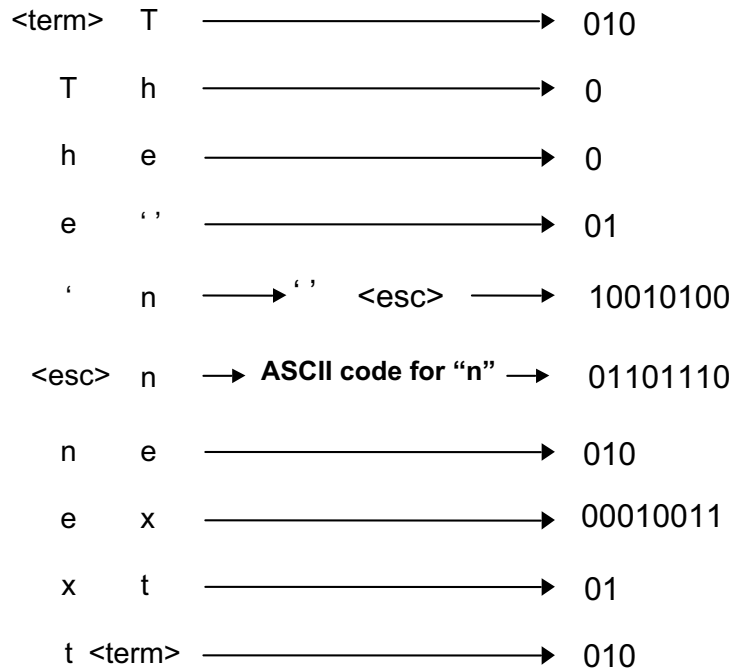 <term> T 010
T h 0
h e 0
e ‘ ’ 01
‘ n ‘ ’ <esc> 10010100
<esc> n ASCII code for “n” 01101110
n e 010
e x 00010011
x t 01
t <term> 010